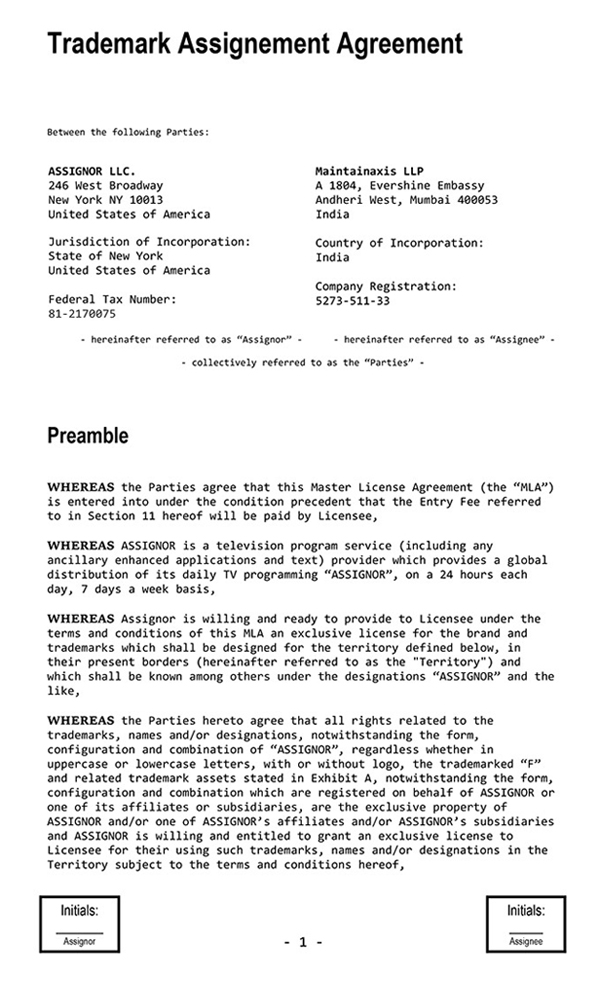 Trademark Assignement Agreement
Between the following Parties:
ASSIGNOR LLC.
246 West Broadway
New York NY 10013
United States of America
Jurisdiction of Incorporation:
State of New York
United States of America
Federal Tax Number:
81-2170075
- hereinafter referred to as “Assignor” -
Maintainaxis LLP
A 1804, Evershine Embassy
Andheri West, Mumbai 400053
India
Country of Incorporation:
India
Company Registration:
5273-511-33
- hereinafter referred to as “Assignee” -
- collectively referred to as the “Parties” -
Preamble
WHEREAS the Parties agree that this Master License Agreement (the “MLA”)
is entered into under the condition precedent that the Entry Fee referred
to in Section 11 hereof will be paid by Licensee,
WHEREAS ASSIGNOR is a television program service (including any
ancillary enhanced applications and text) provider which provides a global
distribution of its daily TV programming “ASSIGNOR”, on a 24 hours each
day, 7 days a week basis,
WHEREAS Assignor is willing and ready to provide to Licensee under the
terms and conditions of this MLA an exclusive license for the brand and
trademarks which shall be designed for the territory defined below, in
their present borders (hereinafter referred to as the "Territory") and
which shall be known among others under the designations “ASSIGNOR” and the
like,
WHEREAS the Parties hereto agree that all rights related to the
trademarks, names and/or designations, notwithstanding the form,
configuration and combination of “ASSIGNOR”, regardless whether in
uppercase or lowercase letters, with or without logo, the trademarked “F”
and related trademark assets stated in Exhibit A, notwithstanding the form,
configuration and combination which are registered on behalf of ASSIGNOR or
one of its affiliates or subsidiaries, are the exclusive property of
ASSIGNOR and/or one of ASSIGNOR’s affiliates and/or ASSIGNOR’s subsidiaries
and ASSIGNOR is willing and entitled to grant an exclusive license to
Licensee for their using such trademarks, names and/or designations in the
Territory subject to the terms and conditions hereof,
Initials:
Assignor
- 1 -
Initials:
Assignee